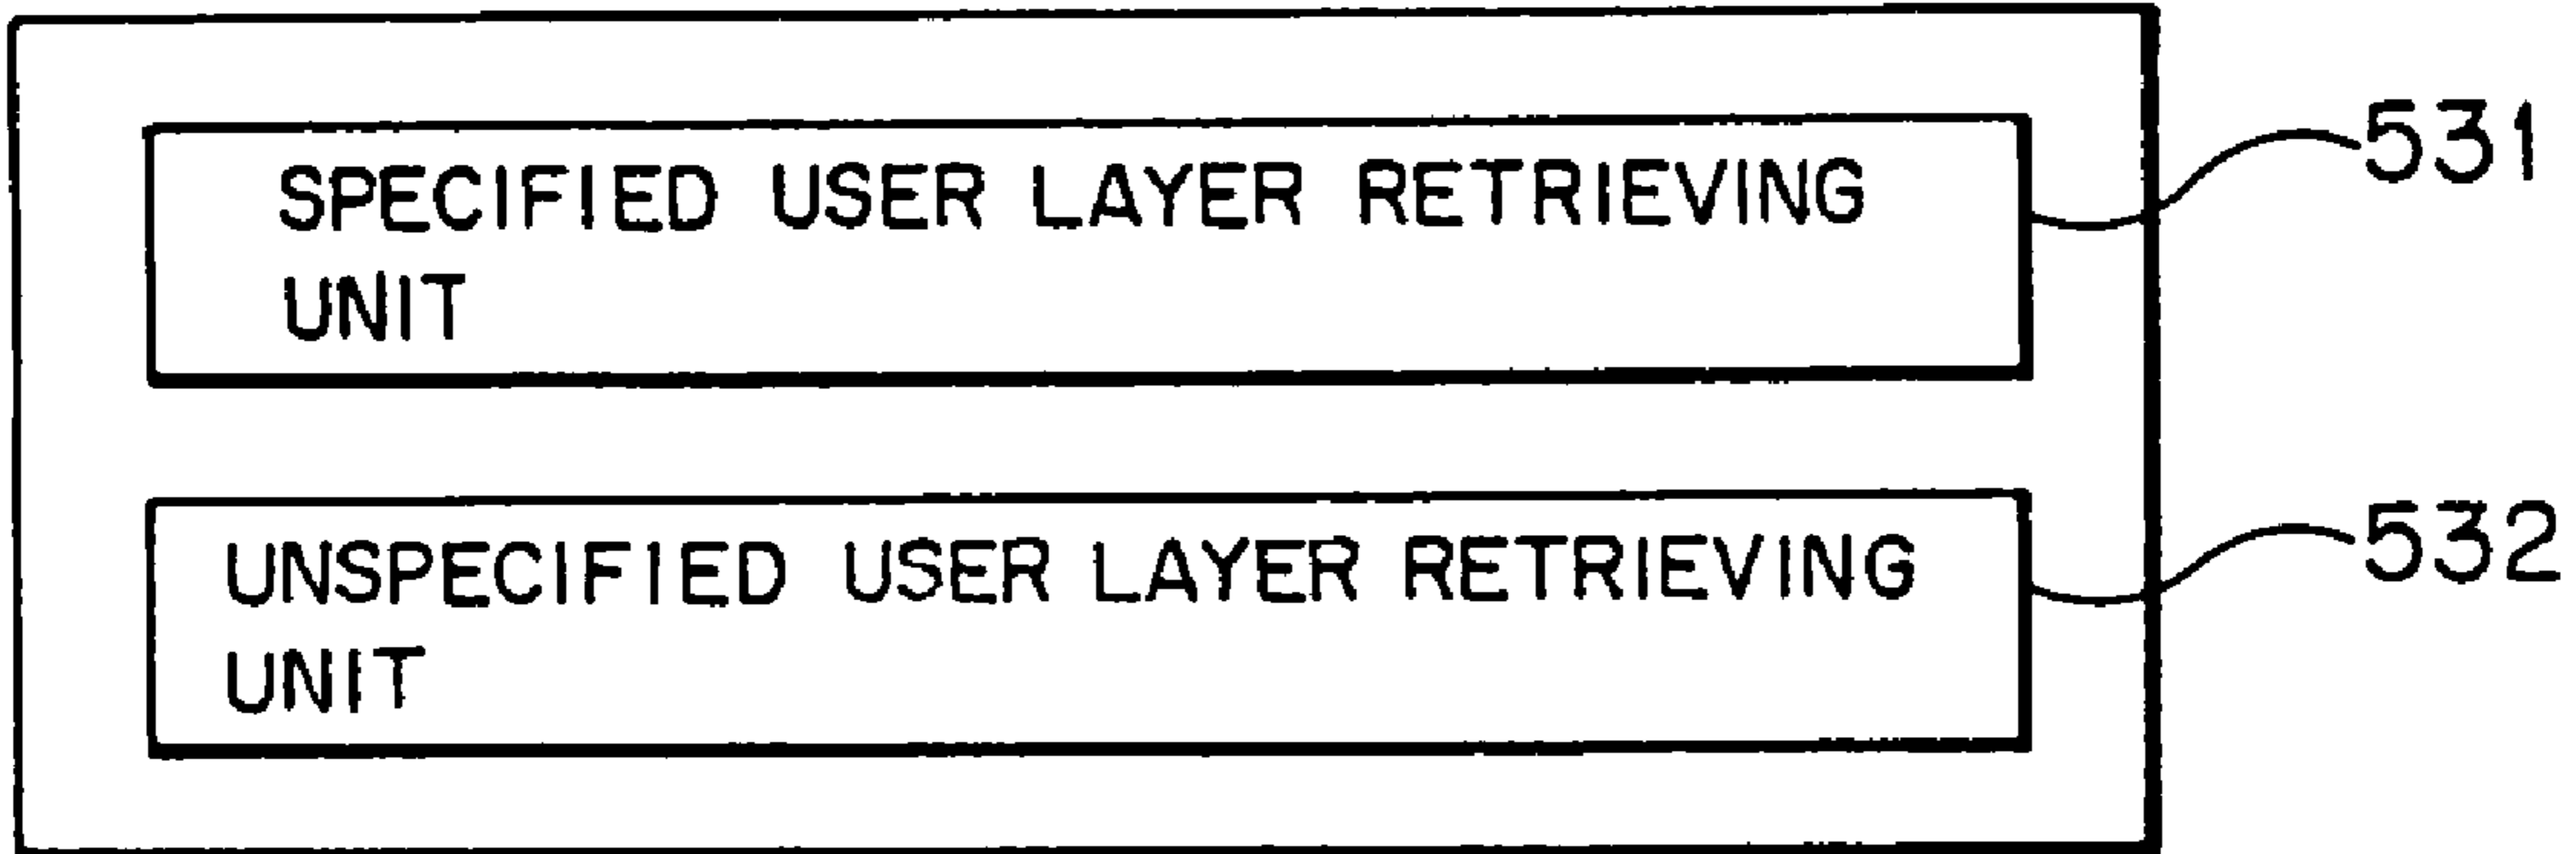 SPECIFIED USER LAYER RETRIEVING
UNIT
531
UNSPECIFIED USER LAYER RETRIEVING
UNIT
532